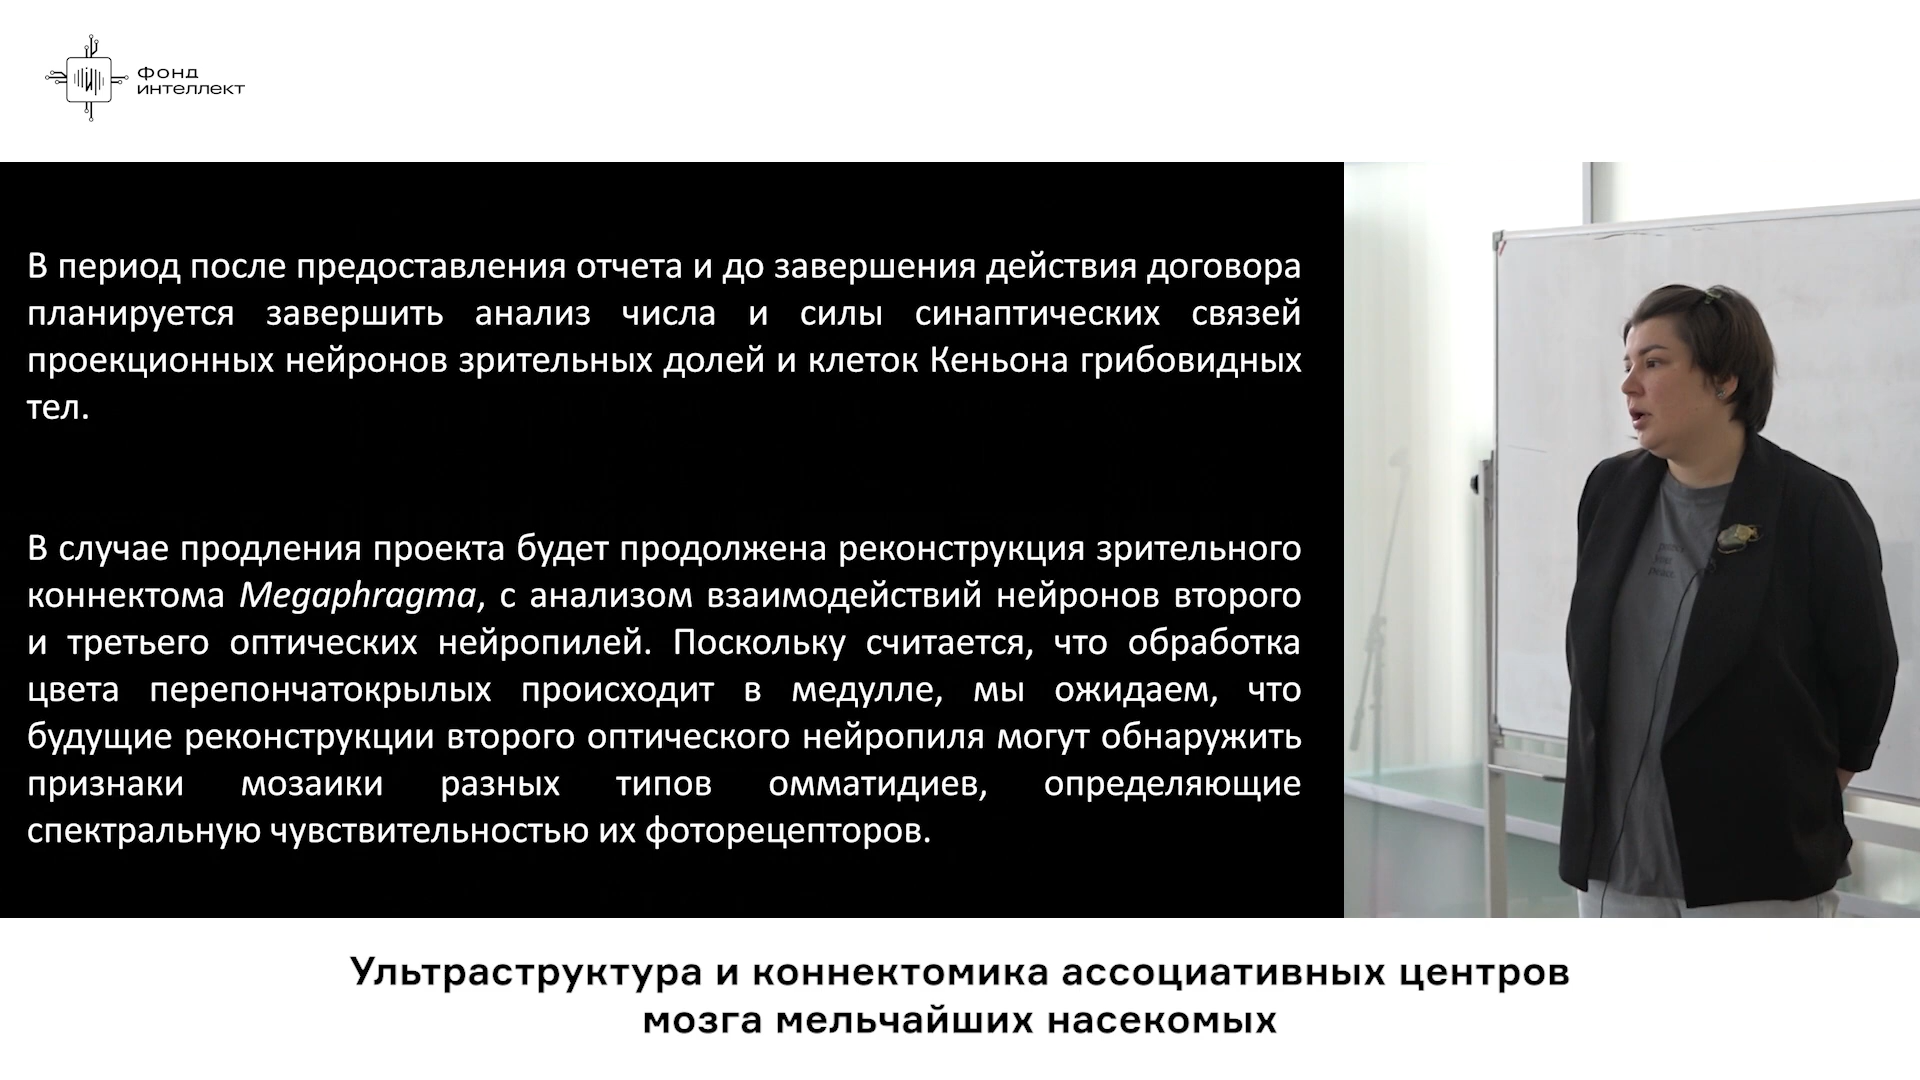 Фонд
интеллект
В период после предоставления отчета и до завершения действия договора
планируется завершить анализ числа и силы синаптических связей
проекционных нейронов зрительных долей и клеток Кеньона грибовидных
тел.
В случае продления проекта будет продолжена реконструкция зрительного
коннектома Megaphragma, с анализом взаимодействий нейронов второго
и третьего оптических нейропилей. Поскольку считается, что обработка
цвета перепончатокрылых происходит в медулле, мы ожидаем, что
будущие реконструкции второго оптического нейропиля могут обнаружить
признаки мозаики разных типов омматидиев, определяющие
спектральную чувствительностью их фоторецепторов.
Ультраструктура и коннектомика ассоциативных центров
мозга мельчайших насекомых